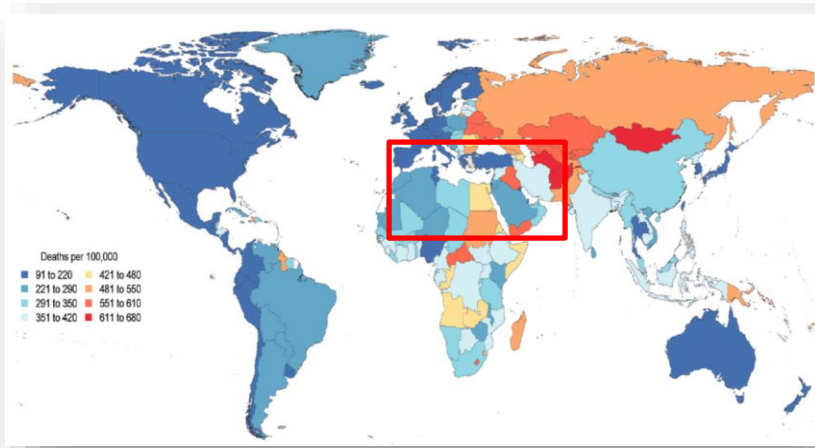 Deaths per 100,000
91 to 220
221 to 290
291 to 350
351 to 420
421 to 480
481 to 550
551 to 610
611 to 680